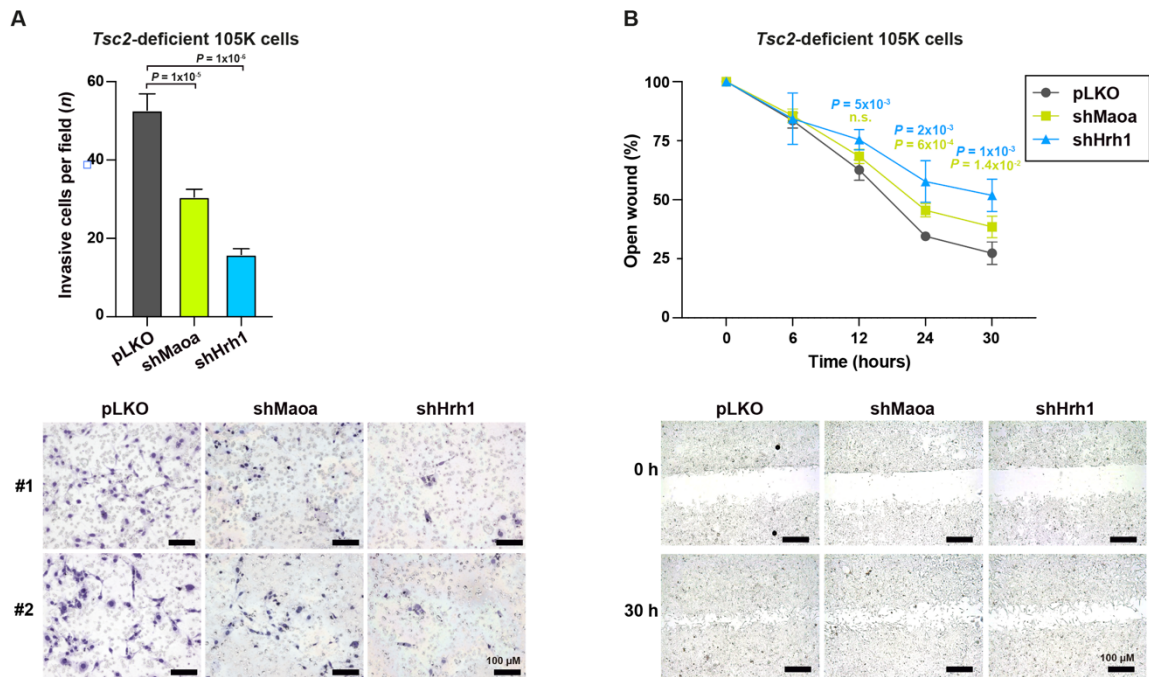 A
Tsc2-deficient 105K cells
P = 1x10-6
P = 1x10-5
Invasive cells per field (n)
60
40
20
0
pLKO
shMaoa
shHrh1
pLKO shMaoa shHrh1
#1
#2
100 µM
B
Tsc2-deficient 105K cells
pLKO
shMaoa
shHrh1
P = 5x10-3
n.s.
P = 2x10-3
P = 6x10-4
P = 1x10-3
P = 1.4x10-2
Open wound (%)
100
75
50
25
0
0 6 12 24 30
Time (hours)
pLKO shMaoa shHrh1
0 h
30 h
100 µM